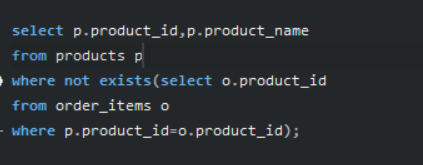 select p.product_id,p.product_name
from products p
where not exists(select o.product_id
from order_items o
where p.product_id=o.product_id);